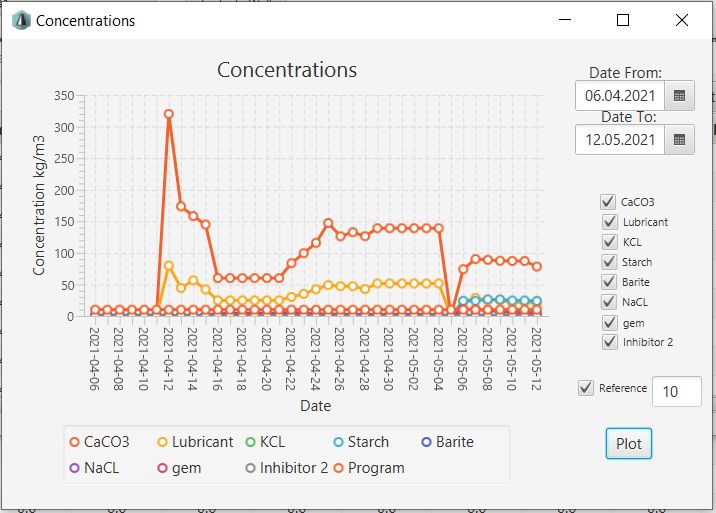 Concentrations
Concentrations
Concentration kg/m3
350
300
250
200
150
100
50
0
2021-04-06
2021-04-08
2021-04-10
2021-04-12
2021-04-14
2021-04-16
2021-04-18
2021-04-20
2021-04-22
2021-04-24
2021-04-26
2021-04-28
2021-04-30
2021-05-02
2021-05-04
2021-05-06
2021-05-08
2021-05-10
2021-05-12
Date
CaCO3 Lubricant KCL Starch Barite
NaCL gem Inhibitor 2 Program
Date From:
06.04.2021
Date To:
12.05.2021
CaCO3
Lubricant
KCL
Starch
Barite
NaCL
gem
Inhibitor 2
Reference 10
Plot